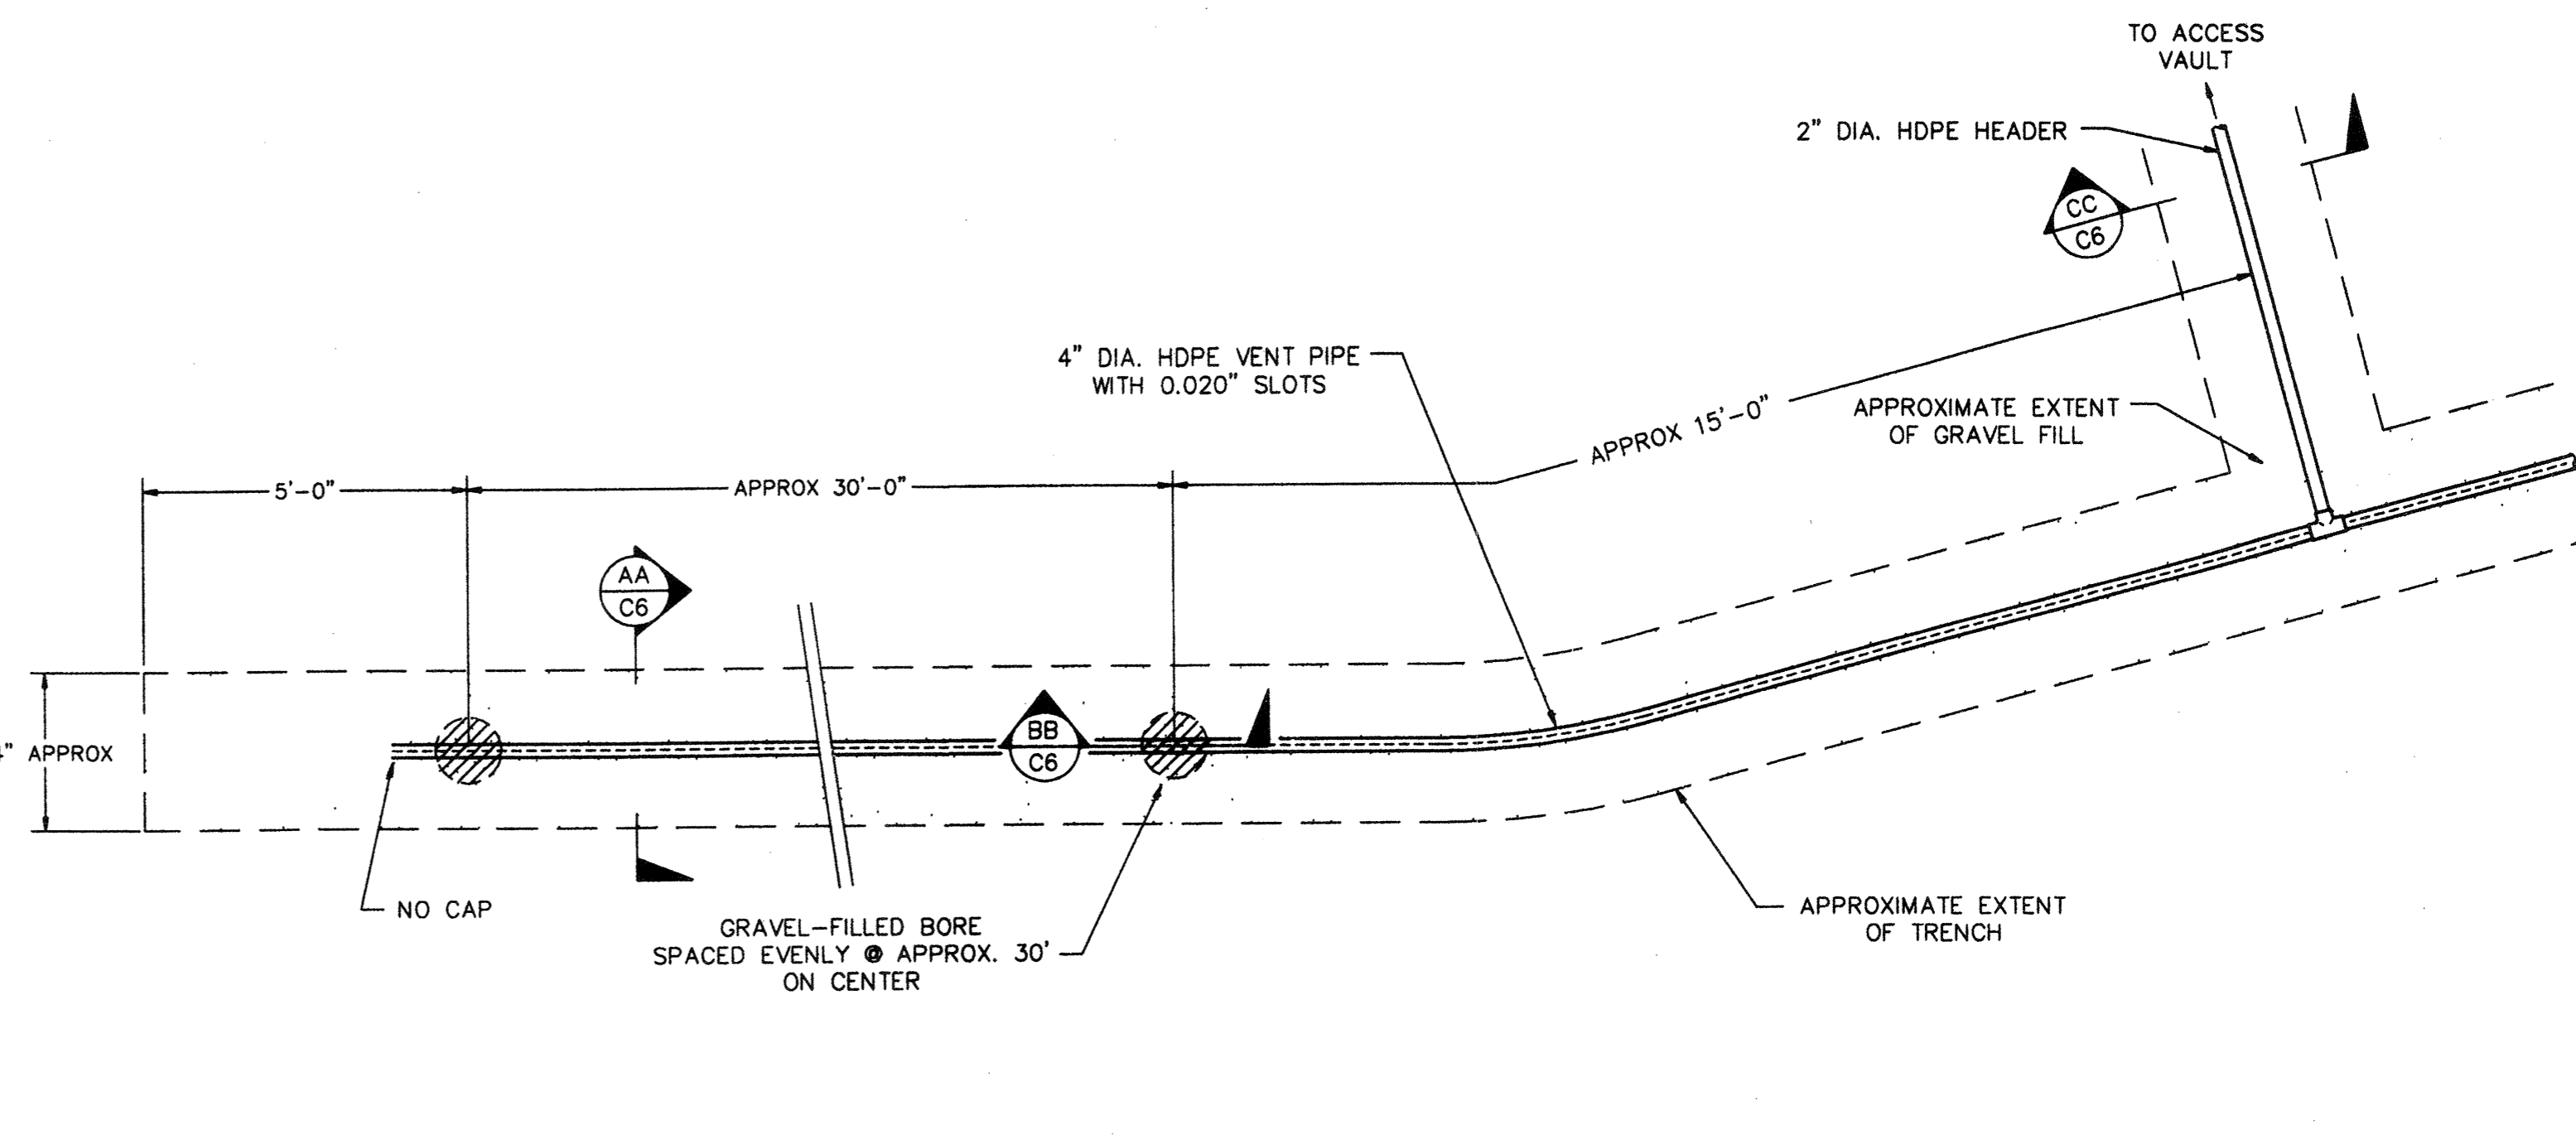 TO ACCESS
VAULT
2" DIA. HDPE HEADER
CC
C6
4" DIA. HDPE VENT PIPE
WITH 0.020" SLOTS
APPROX 15'-0"
APPROXIMATE EXTENT
OF GRAVEL FILL
5'-0"
APPROX 30'-0"
AA
C6
BB
C6
APPROX
NO CAP
GRAVEL-FILLED BORE
SPACED EVENLY @ APPROX. 30'
ON CENTER
APPROXIMATE EXTENT
OF TRENCH